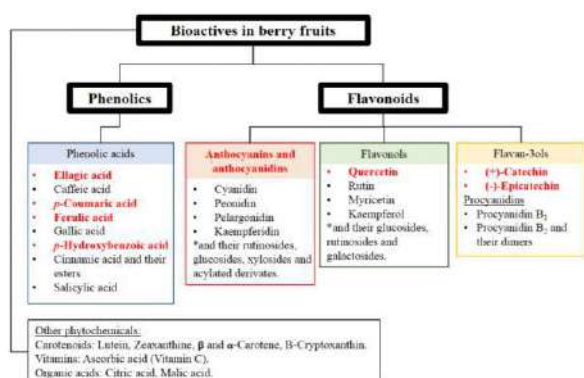 Bioactives in berry fruits
Phenolics
Flavonoids
Phenolic acids
• Ellagic acid
• Caffeic acid
• p-Coumaric acid
• Ferulic acid
• Gallic acid
• p-Hydroxybenzoic acid
• Cinnamic acid and their
esters
• Salicylic acid
Anthocyanins and
anthocyanidins
• Cyanidin
• Peonidin
• Pelargonidin
• Kaempferidin
*and their rutinosides,
glucosides, xylosides and
acylated derivates.
Flavonols
• Quercetin
• Rutin
• Myricetin
• Kaempferol
*and their glucosides,
rutinosides and
galactosides.
Flavan-3ols
• (+)-Catechin
• (-)-Epicatechin
Procyanidins
• Procyanidin B₁
• Procyanidin B₂ and
their dimers
Other phytochemicals:
Carotenoids: Lutein, Zeaxanthine, β and α-Carotene, B-Cryptoxanthin.
Vitamins: Ascorbic acid (Vitamin C).
Organic acids: Citric acid, Malic acid.